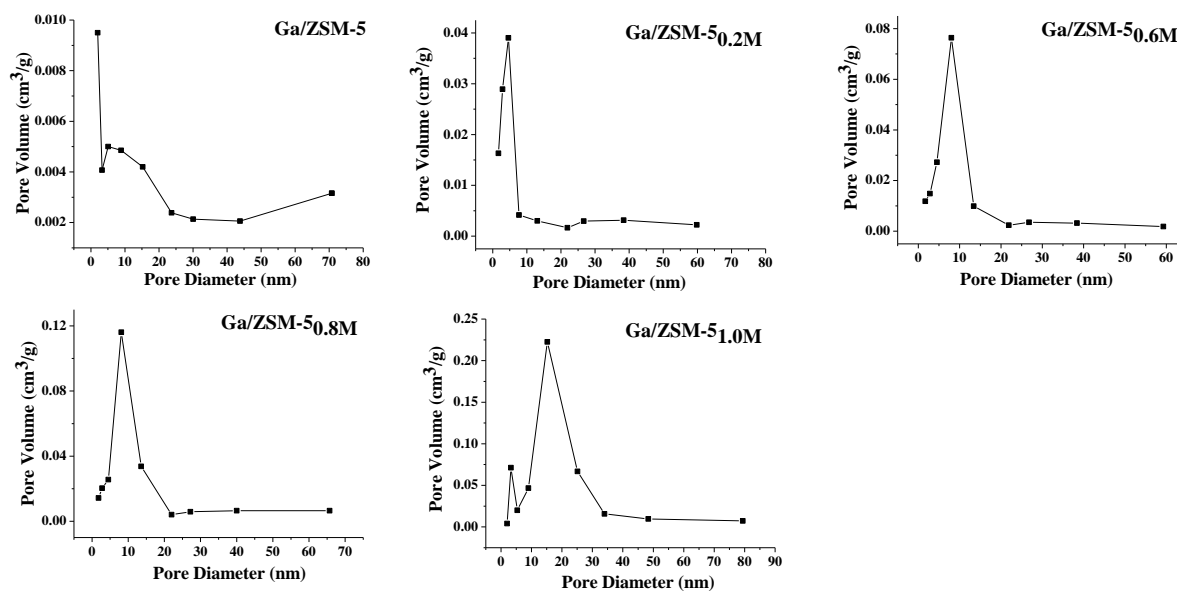 Ga/ZSM-5
Pore Volume (cm³/g)
0.010
0.008
0.006
0.004
0.002
0 10 20 30 40 50 60 70 80
Pore Diameter (nm)
Ga/ZSM-5₀.₂M
Pore Volume (cm³/g)
0.04
0.03
0.02
0.01
0.00
0 10 20 30 40 50 60 70 80
Pore Diameter (nm)
Ga/ZSM-5₀.₆M
Pore Volume (cm³/g)
0.08
0.06
0.04
0.02
0.00
0 10 20 30 40 50 60
Pore Diameter (nm)
Ga/ZSM-5₀.₈M
Pore Volume (cm³/g)
0.12
0.08
0.04
0.00
0 10 20 30 40 50 60 70
Pore Diameter (nm)
Ga/ZSM-5₁.₀M
Pore Volume (cm³/g)
0.25
0.20
0.15
0.10
0.05
0.00
0 10 20 30 40 50 60 70 80 90
Pore Diameter (nm)